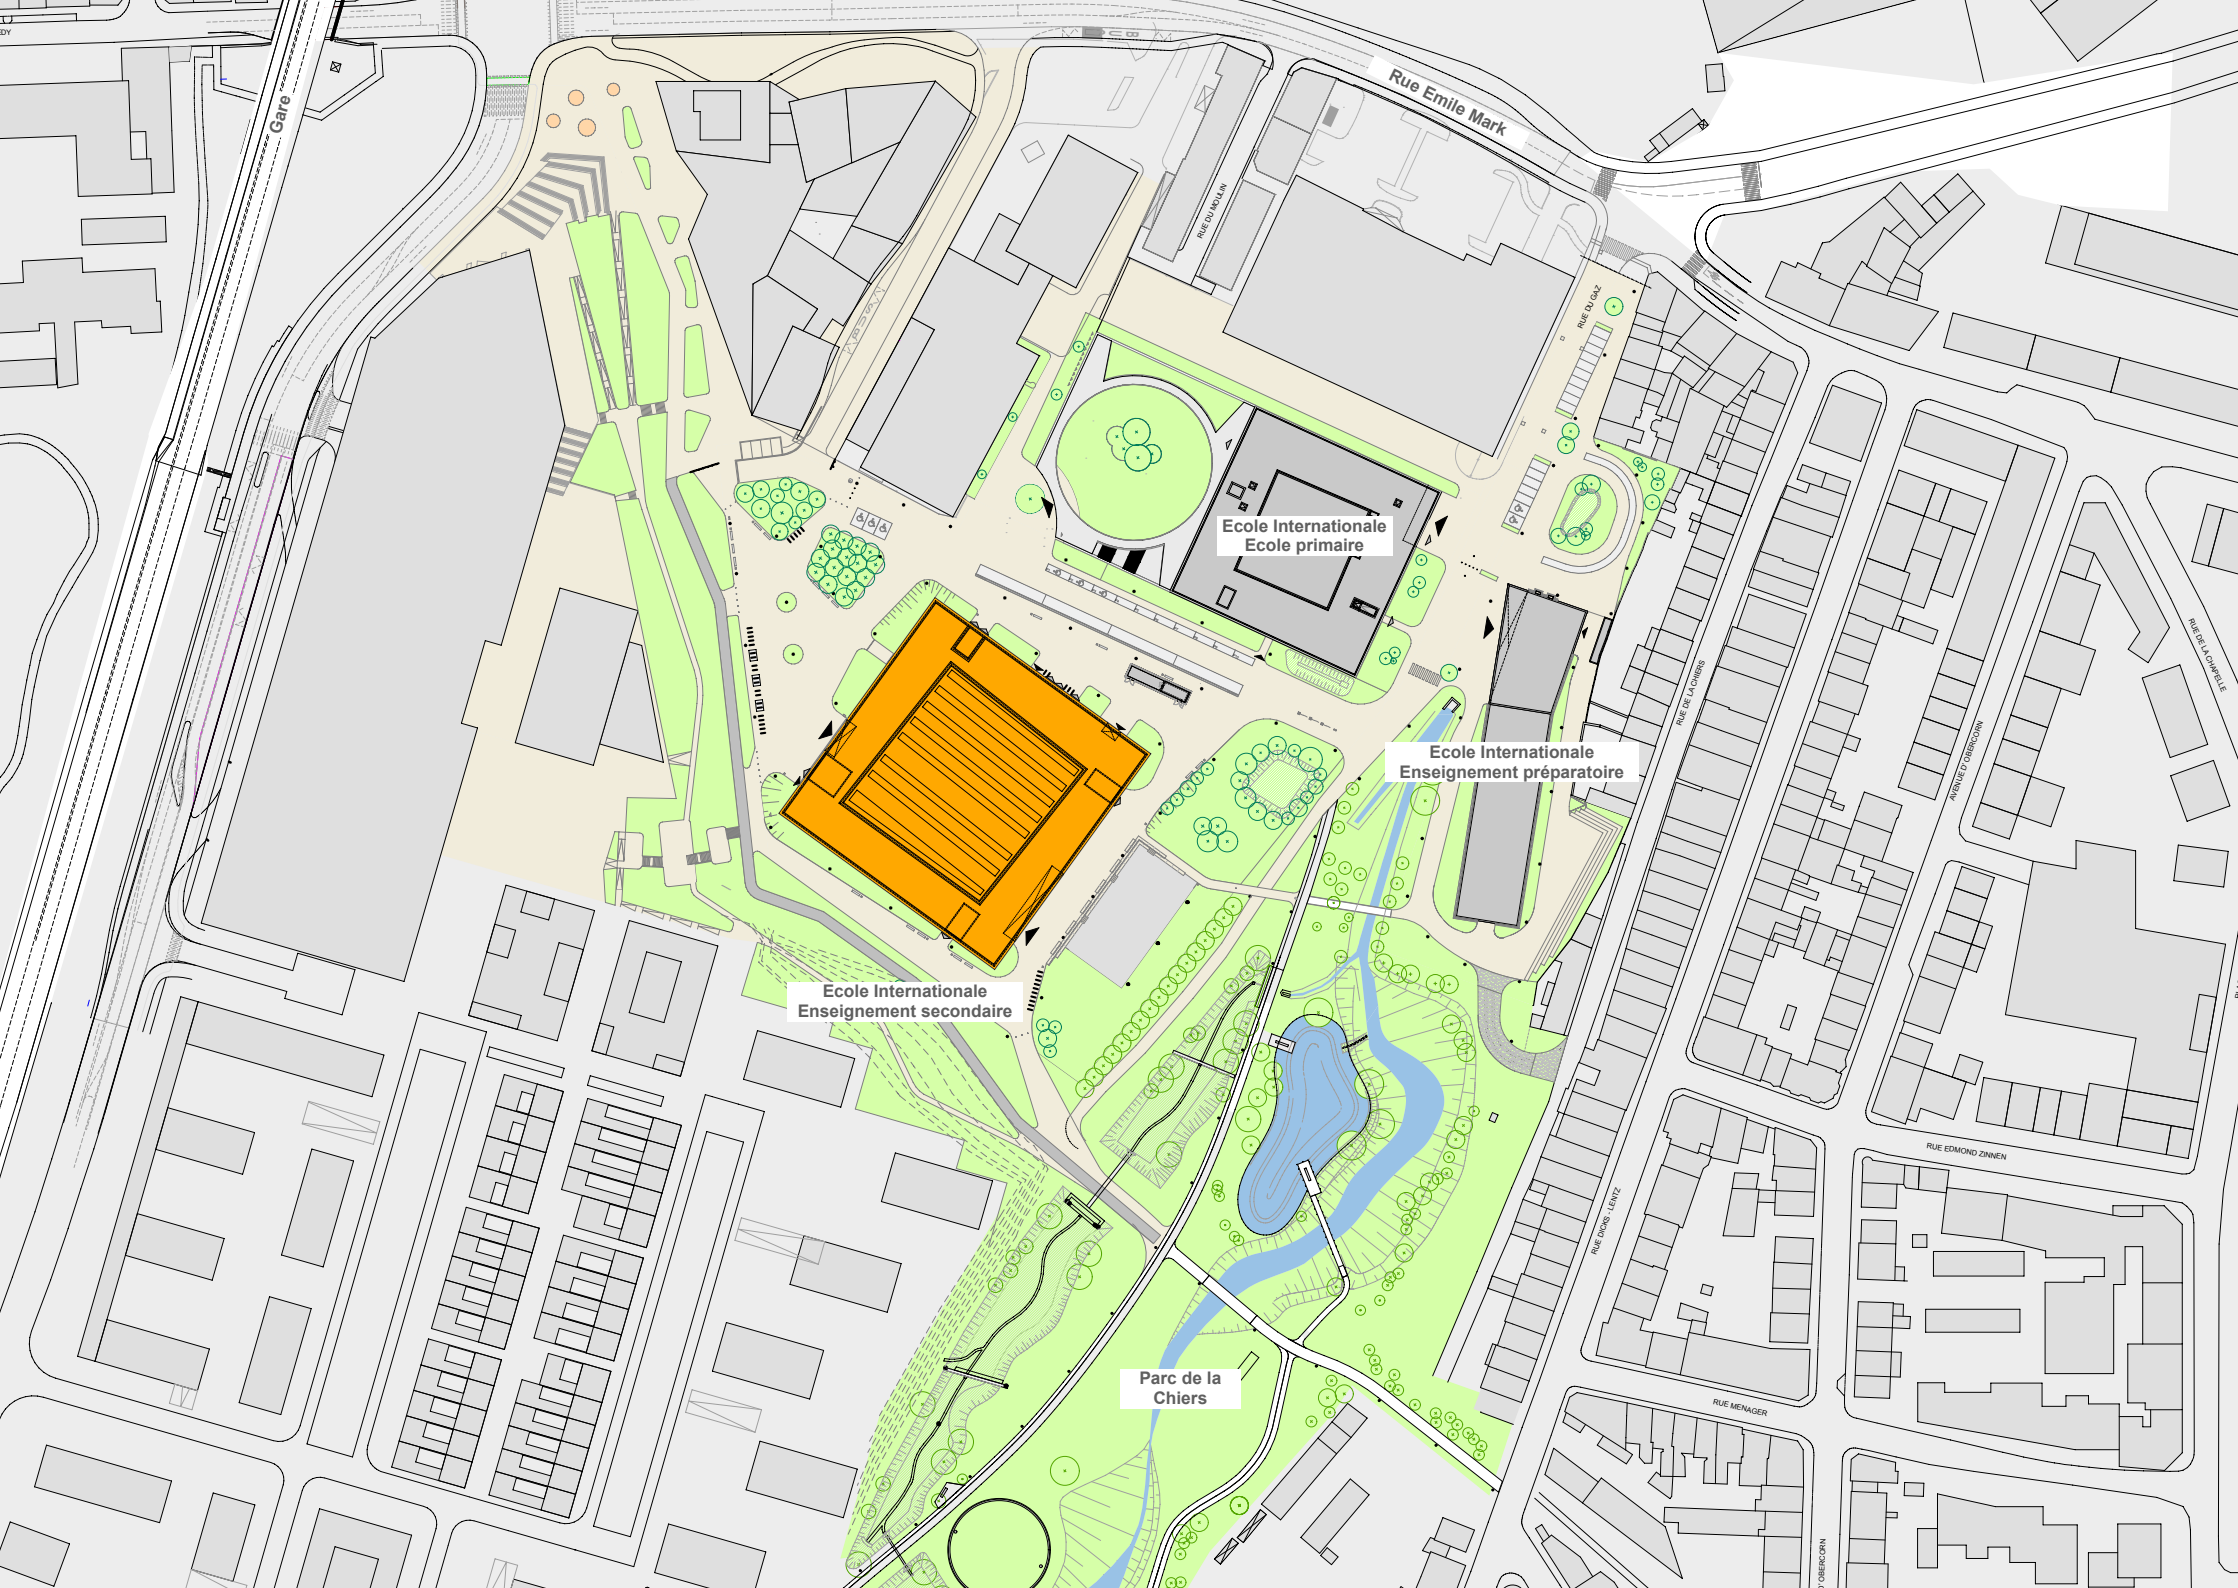 Gare
Rue Emile Mark
RUE DU MOULIN
RUE DU GAZ
Ecole Internationale
Ecole primaire
RUE DE LA CHAPELLE
RUE DE LA CHIERS
Ecole Internationale
Enseignement préparatoire
AVENUE D'OBERCORN
Ecole Internationale
Enseignement secondaire
RUE EDMOND ZINNEN
RUE DICKS - LENTZ
Parc de la
Chiers
RUE MENAGER
D'OBERCORN